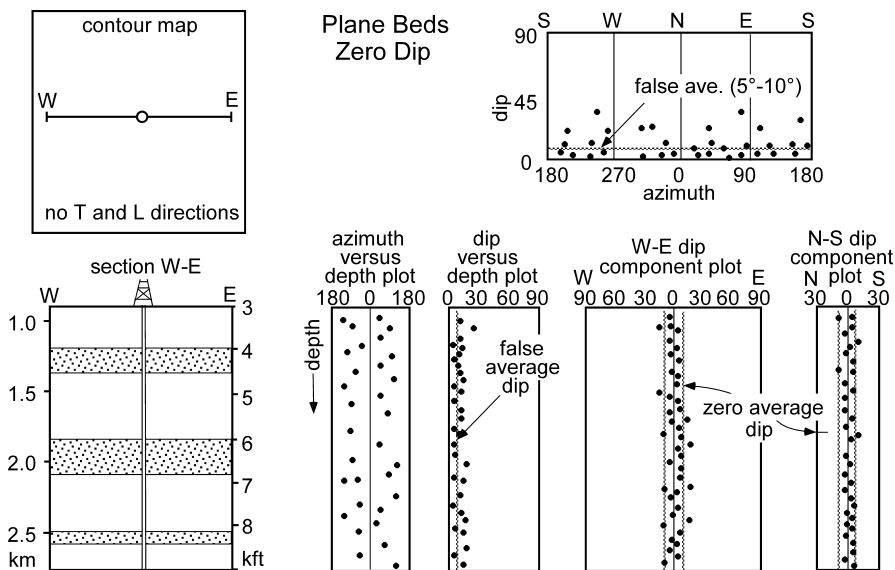 contour map
W E
no T and L directions
Plane Beds
Zero Dip
S W N E S
90
45
0
dip
false ave. (5°-10°)
180 270 0 90 180
azimuth
section W-E
W E
1.0
1.5
2.0
2.5
km
3
4
5
6
7
8
kft
azimuth
versus
depth plot
180 0 180
depth
dip
versus
depth plot
0 30 90
false
average
dip
W-E dip
component plot
W E
90 60 30 0 30 60 90
zero average
dip
N-S dip
component
plot
N S
30 0 30